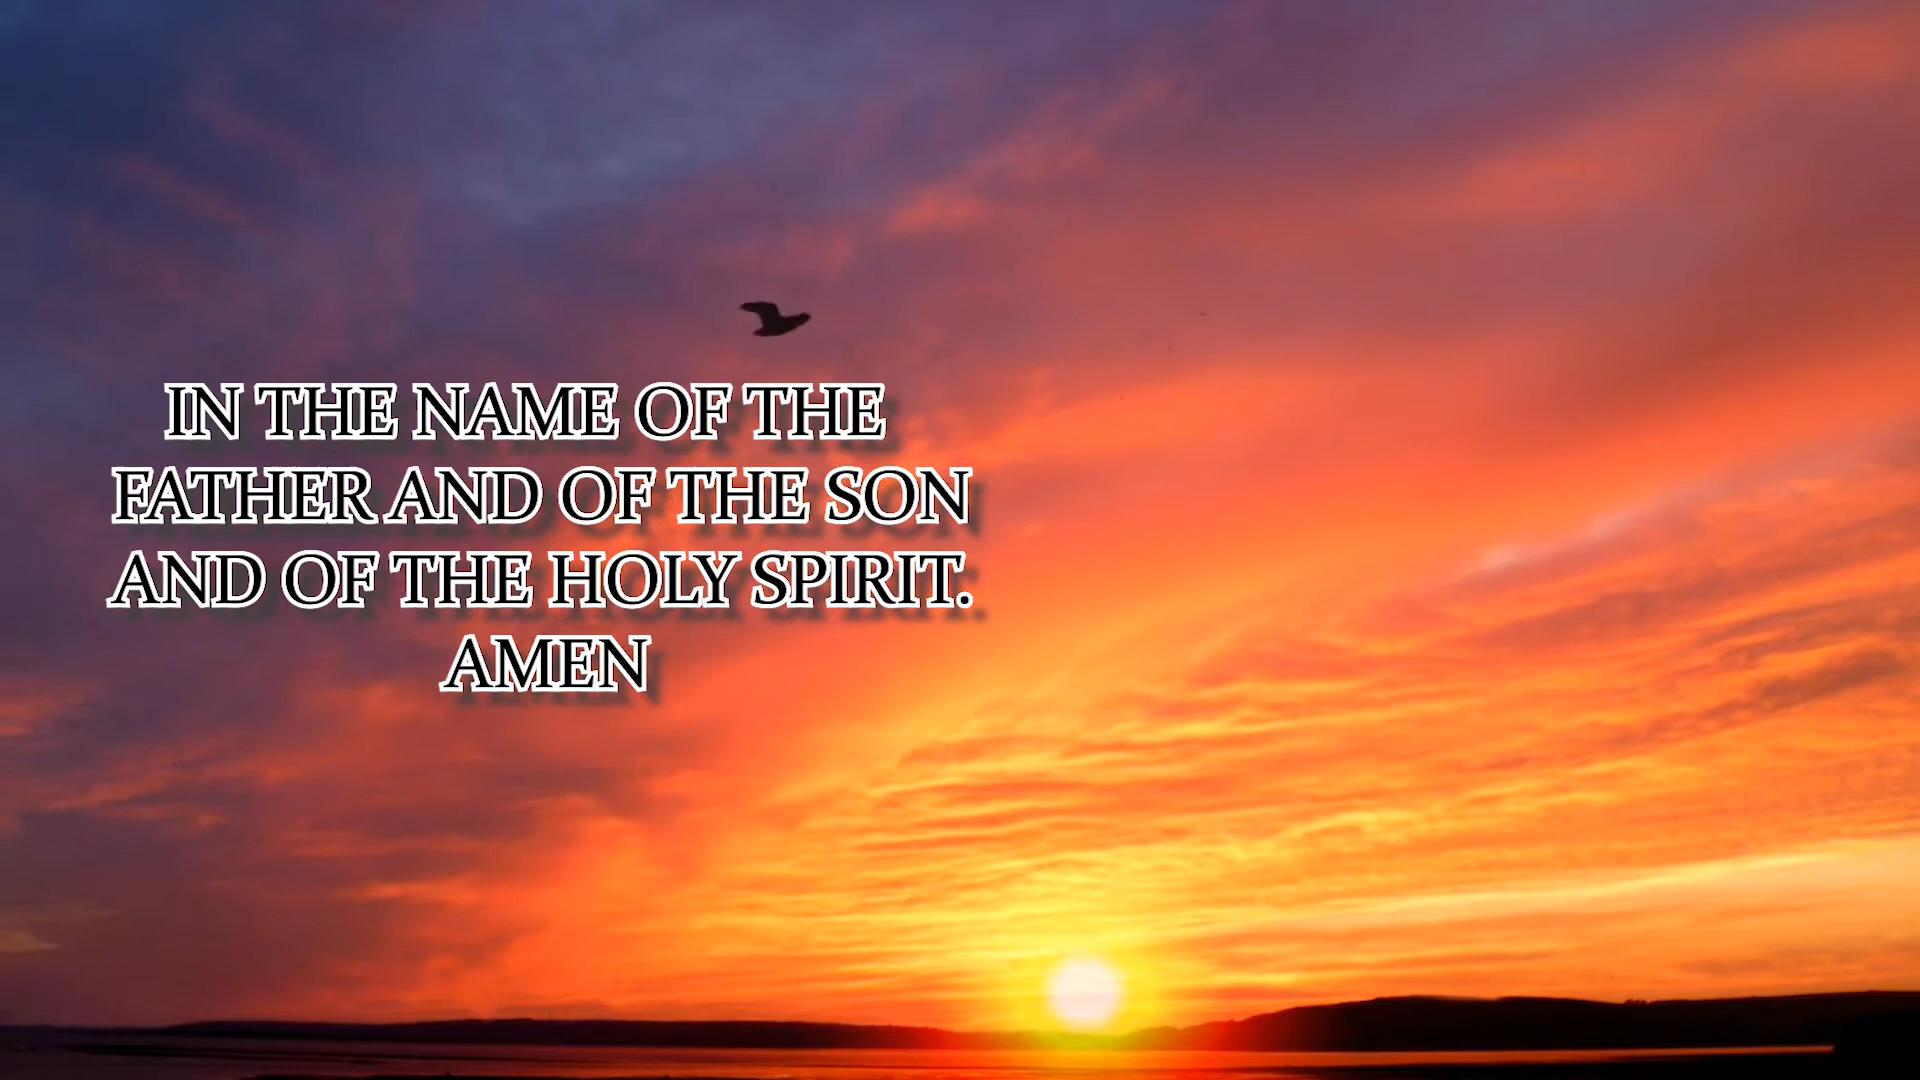 IN THE NAME OF THE
FATHER AND OF THE SON
AND OF THE HOLY SPIRIT.
AMEN